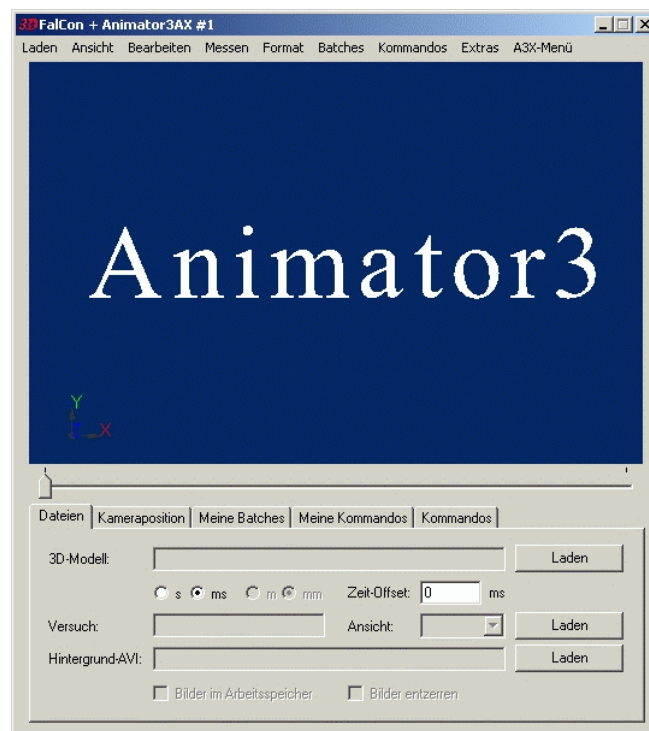 3D FalCon + Animator3AX #1
Laden Ansicht Bearbeiten Messen Format Batches Kommandos Extras A3X-Menü
Animator3
Y
X
Dateien Kameraposition Meine Batches Meine Kommandos Kommandos
3D-Modell: Laden
s ms m mm Zeit-Offset: 0 ms
Versuch: Ansicht: Laden
Hintergrund-AVI: Laden
Bilder im Arbeitsspeicher Bilder entzerren